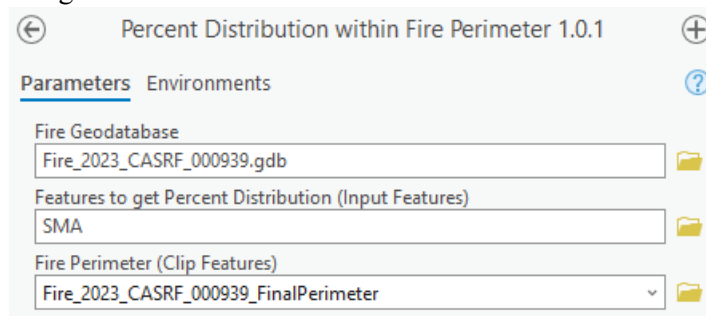 Percent Distribution within Fire Perimeter 1.0.1
Parameters Environments
Fire Geodatabase
Fire_2023_CASRF_000939.gdb
Features to get Percent Distribution (Input Features)
SMA
Fire Perimeter (Clip Features)
Fire_2023_CASRF_000939_FinalPerimeter